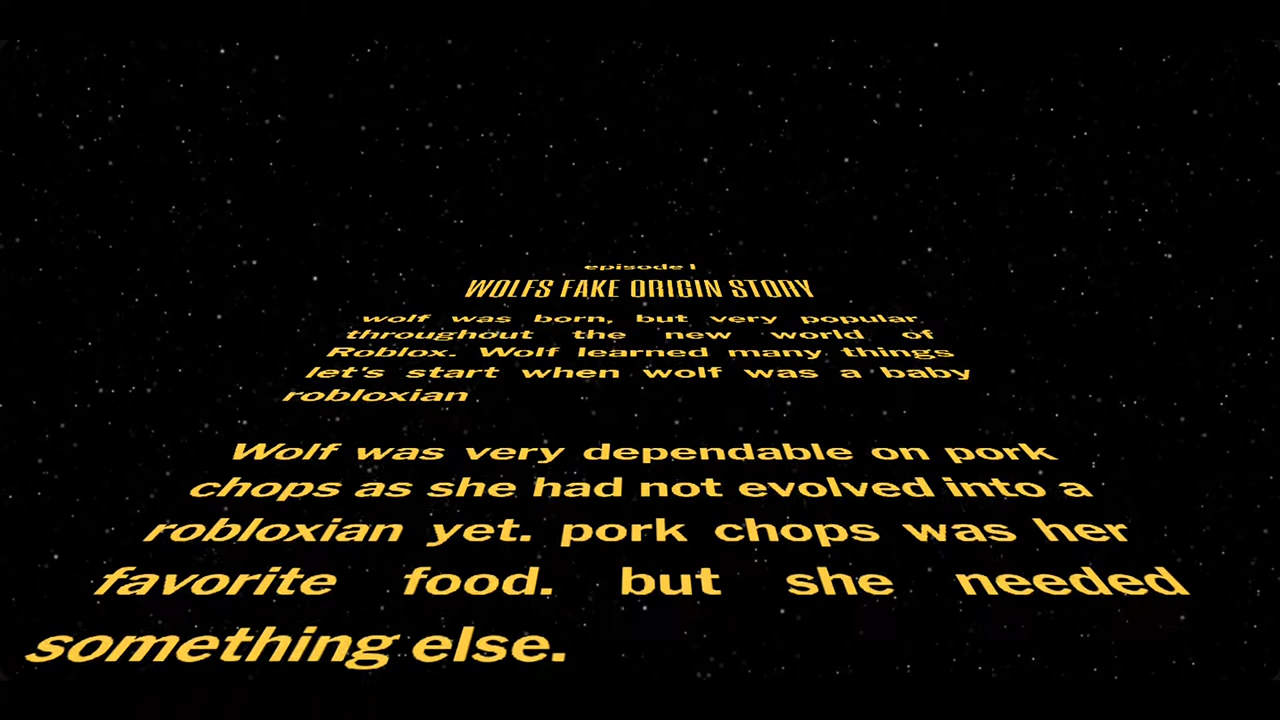 episode I
WOLFS FAKE ORIGIN STORY
wolf was born, but very popular
throughout the new world of
Roblox. Wolf learned many things
let's start when wolf was a baby
robloxian
Wolf was very dependable on pork
chops as she had not evolved into a
robloxian yet. pork chops was her
favorite food. but she needed
something else.